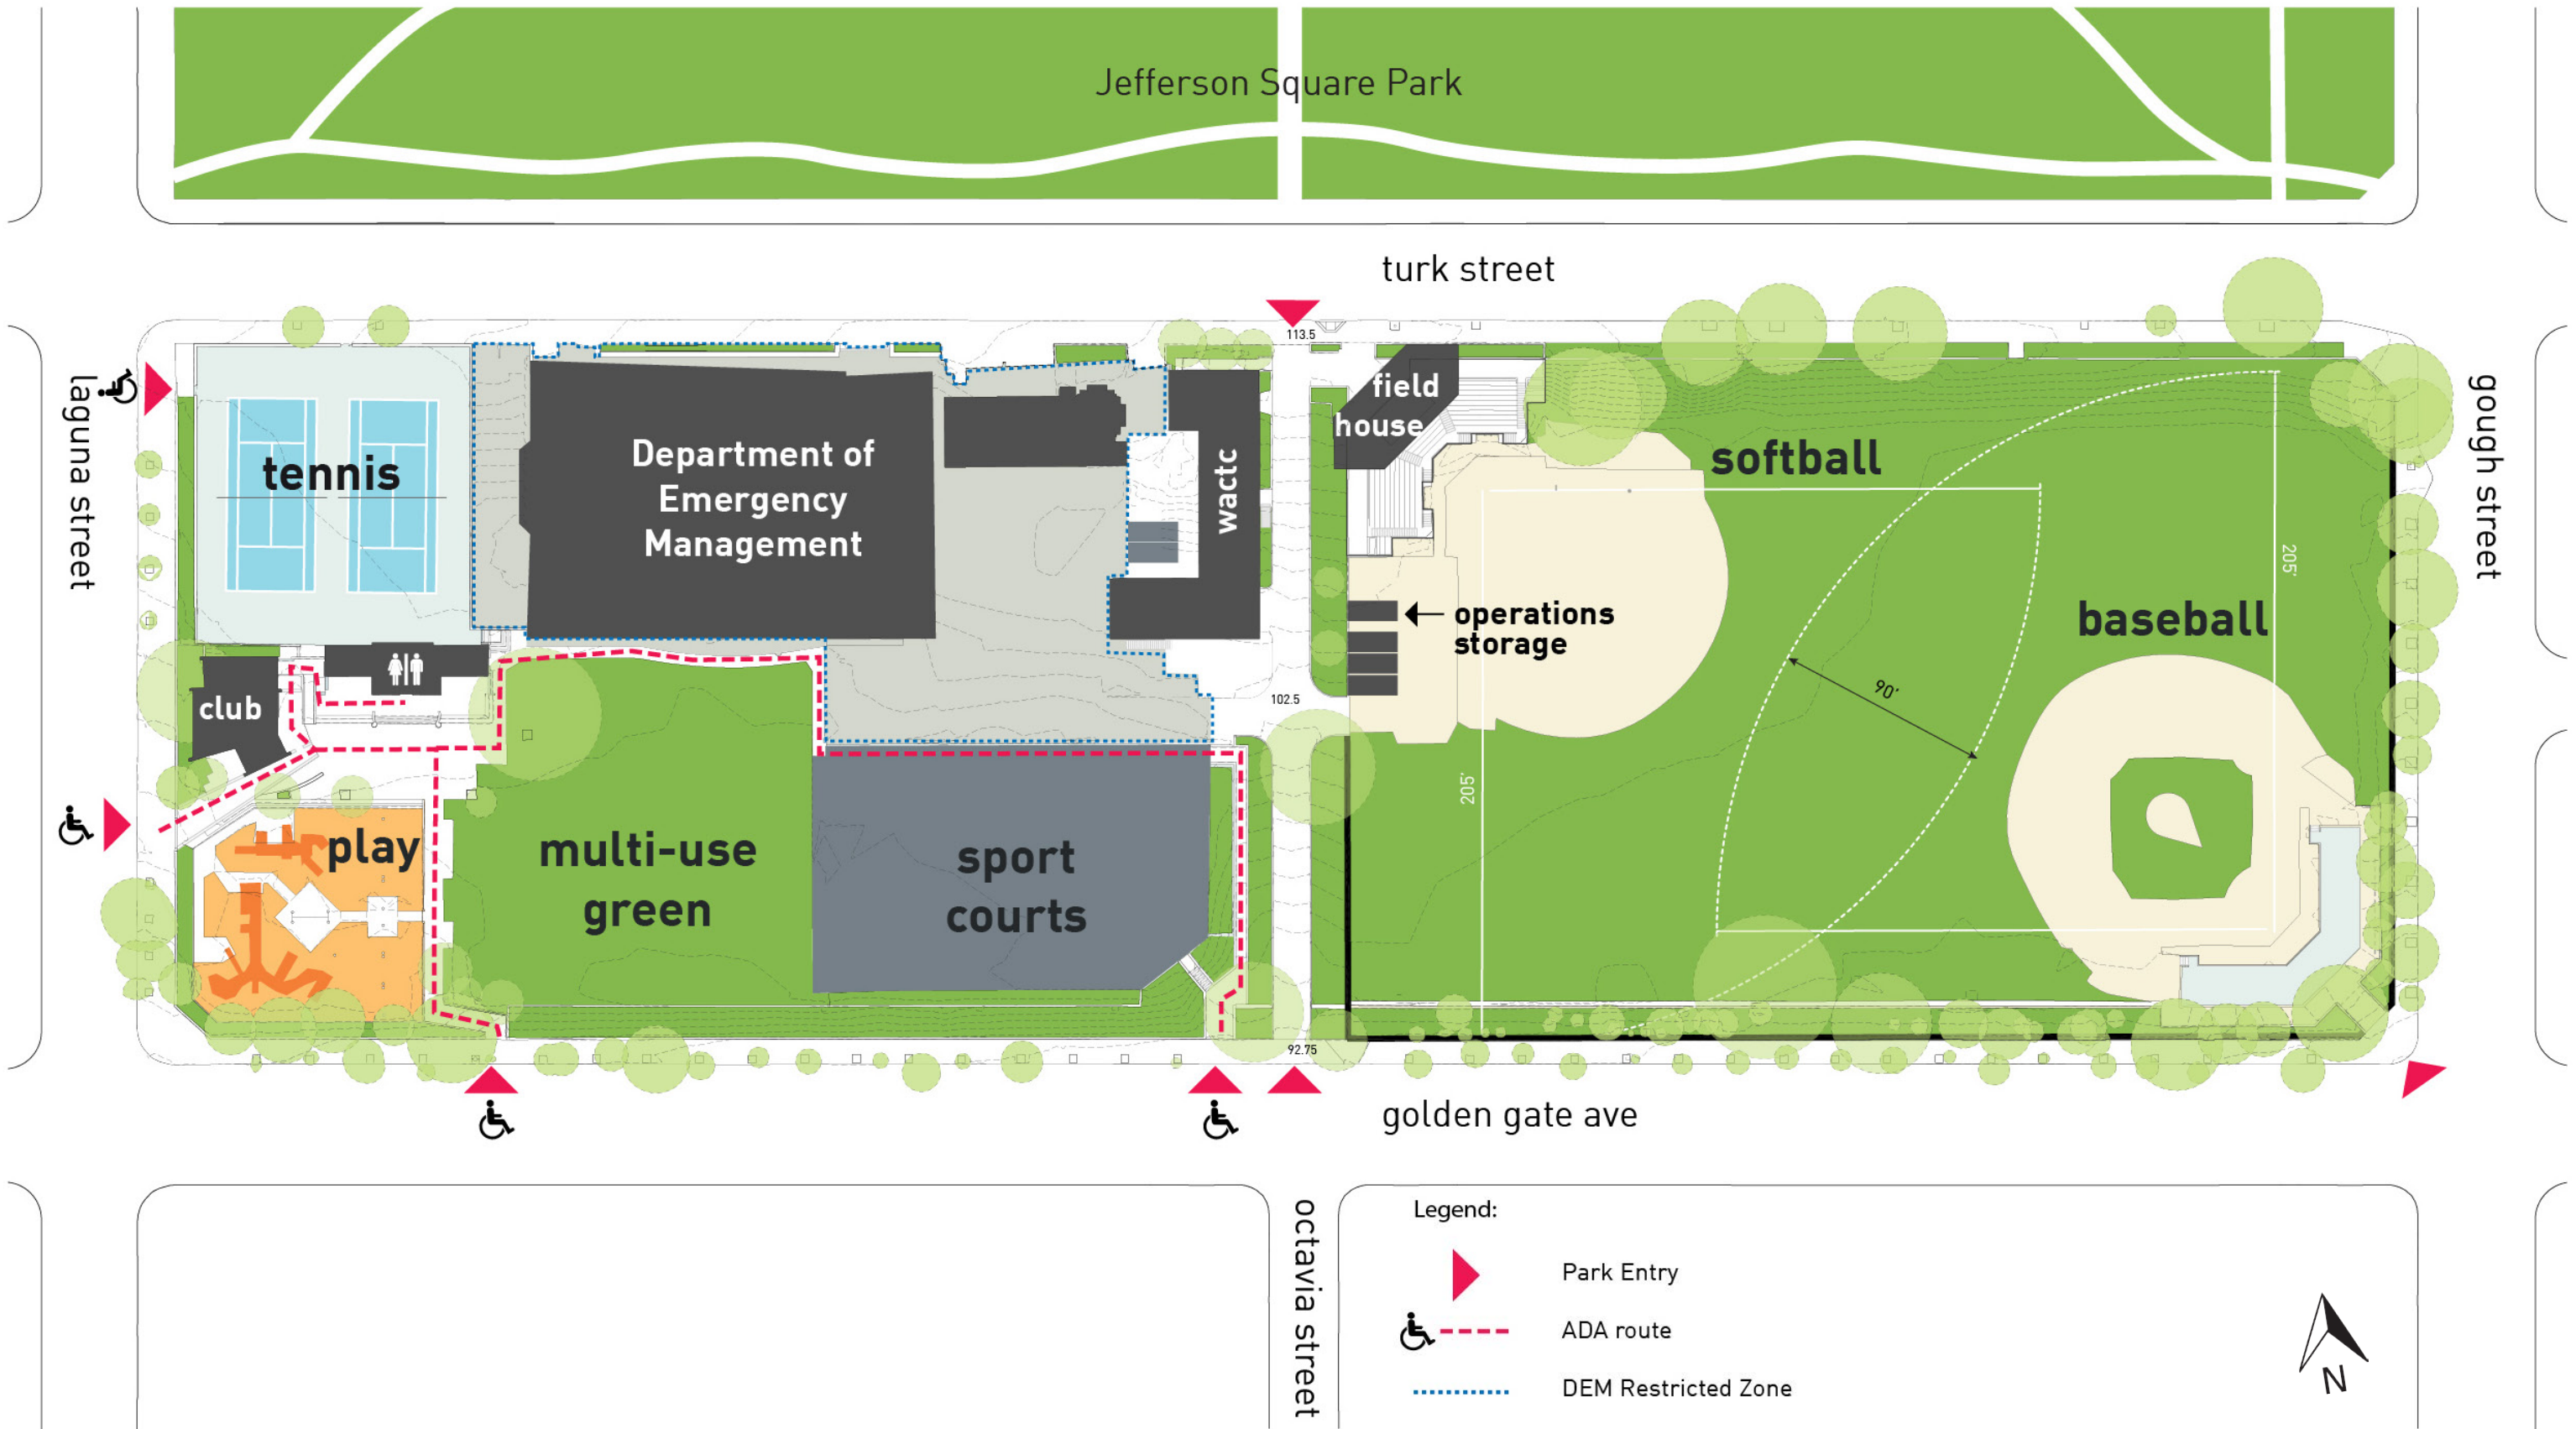 Jefferson Square Park
turk street
113.5
laguna street
gough street
field
house
softball
tennis
Department of
Emergency
Management
wactc
205'
operations
storage
baseball
club
102.5
90'
205'
play
multi-use
green
sport
courts
92.75
golden gate ave
octavia street
Legend:
Park Entry
ADA route
DEM Restricted Zone
N